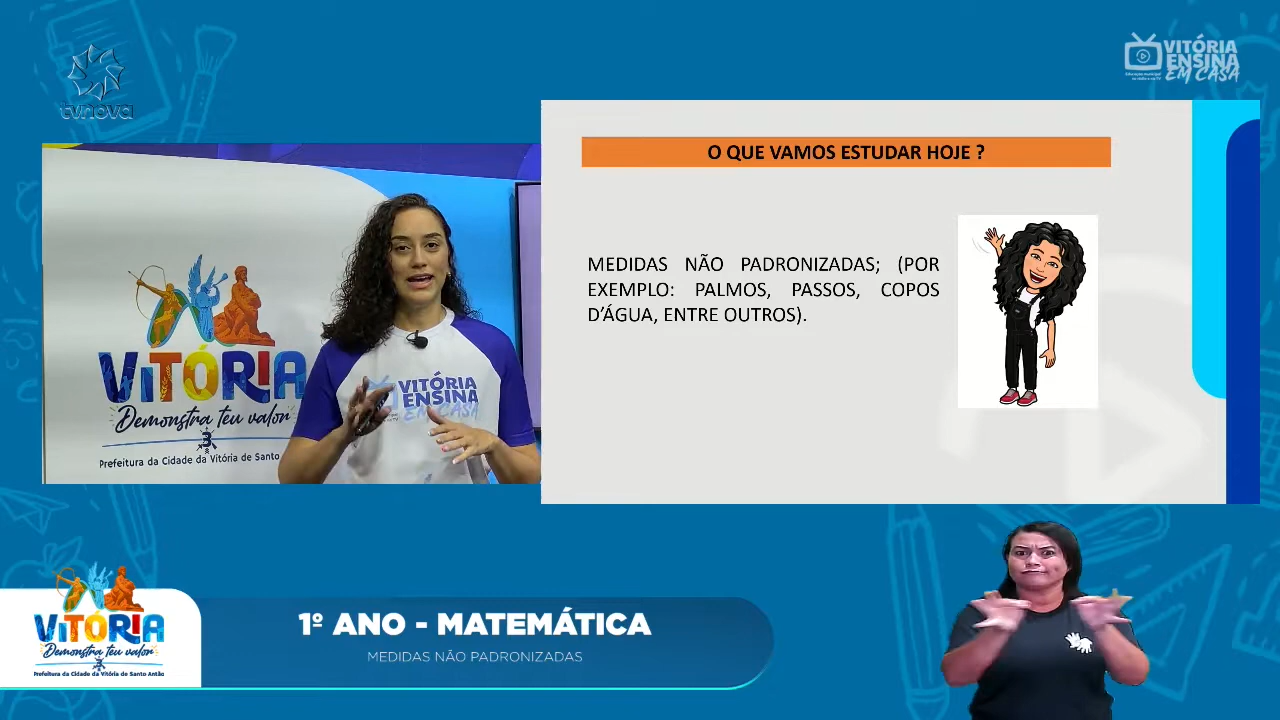 tvnova
VITÓRIA
ENSINA
EM CASA
O QUE VAMOS ESTUDAR HOJE ?
MEDIDAS NÃO PADRONIZADAS; (POR
EXEMPLO: PALMOS, PASSOS, COPOS
D'ÁGUA, ENTRE OUTROS).
VITÓRIA
Demonstra teu valor
Prefeitura da Cidade da Vitória de Santo
VITÓRIA
ENSINA
EM CASA
VITÓRIA
Demonstra teu valor
Prefeitura da Cidade da Vitória de Santo Antão
1º ANO - MATEMÁTICA
MEDIDAS NÃO PADRONIZADAS